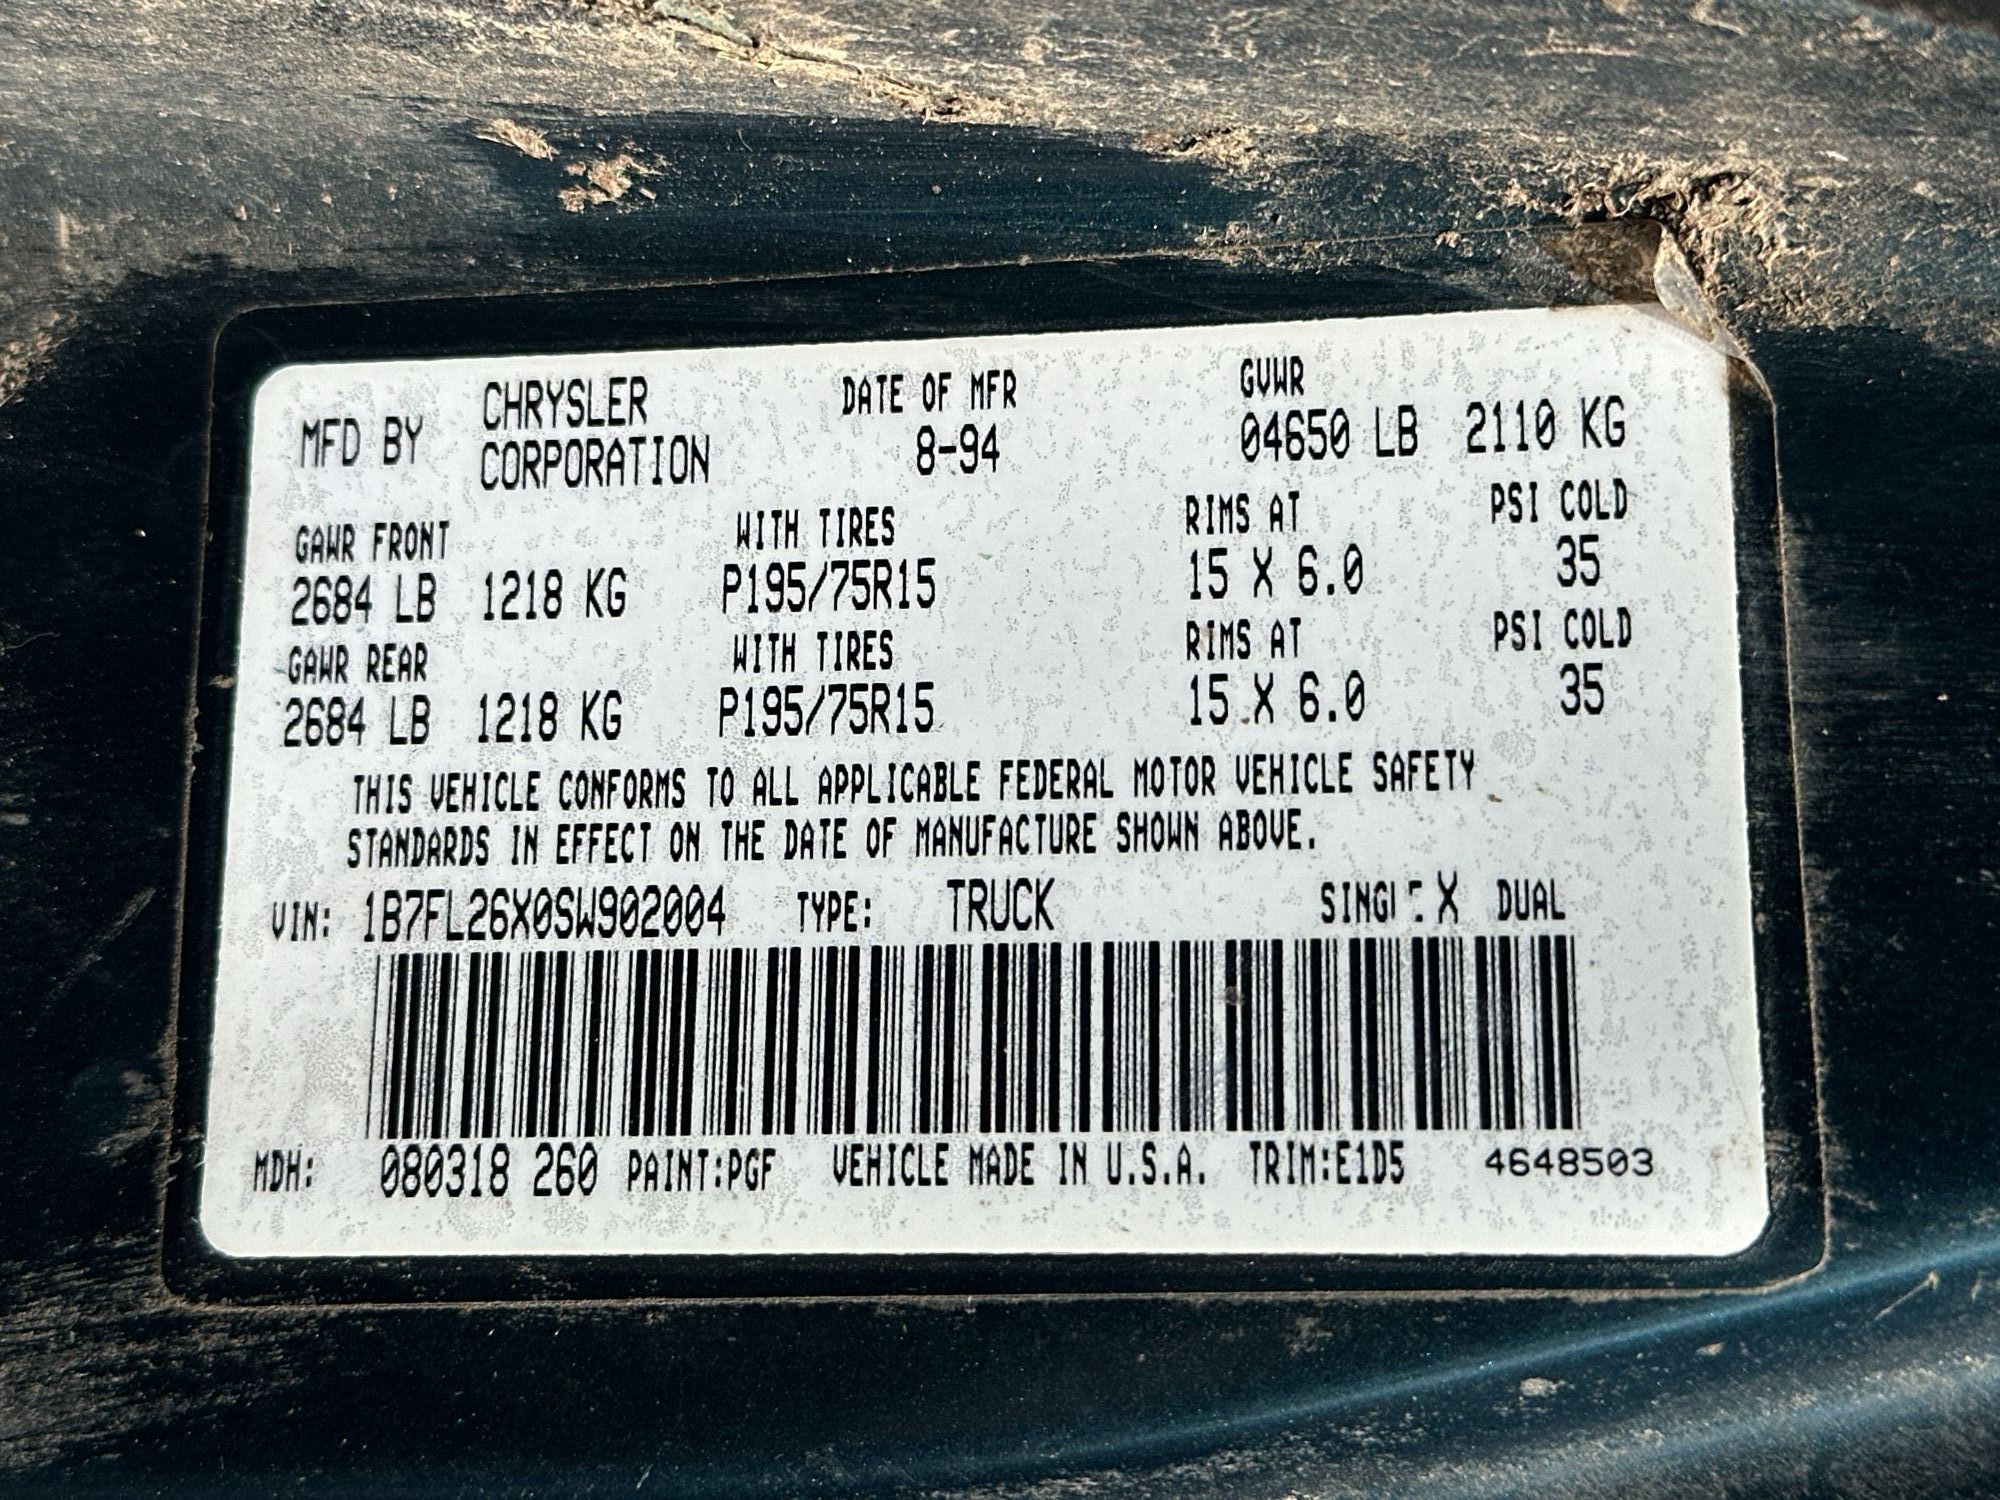 MFD BY CHRYSLER CORPORATION DATE OF MFR 8-94 GVWR 04650 LB 2110 KG
GAWR FRONT WITH TIRES RIMS AT PSI COLD
2684 LB 1218 KG P195/75R15 15 X 6.0 35
GAWR REAR WITH TIRES RIMS AT PSI COLD
2684 LB 1218 KG P195/75R15 15 X 6.0 35
THIS VEHICLE CONFORMS TO ALL APPLICABLE FEDERAL MOTOR VEHICLE SAFETY
STANDARDS IN EFFECT ON THE DATE OF MANUFACTURE SHOWN ABOVE.
VIN: 1B7FL26X0SW902004 TYPE: TRUCK SINGLE X DUAL
MDH: 080318 260 PAINT:PGF VEHICLE MADE IN U.S.A. TRIM:E1D5 4648503